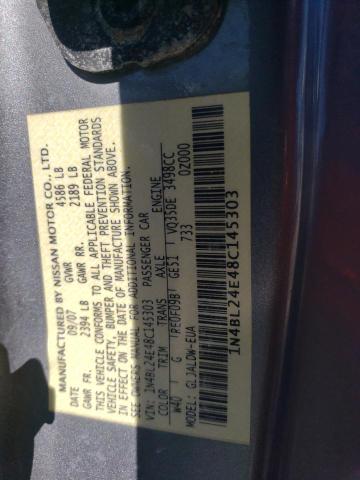 MANUFACTURED BY NISSAN MOTOR CO., LTD.
DATE 09/07 GVWR 4586 LB
GAWR FR. 2394 LB GAWR RR. 2189 LB
THIS VEHICLE CONFORMS TO ALL APPLICABLE FEDERAL MOTOR
VEHICLE SAFETY, BUMPER, AND THEFT PREVENTION STANDARDS
IN EFFECT ON THE DATE OF MANUFACTURE SHOWN ABOVE.
SEE OWNERS MANUAL FOR ADDITIONAL INFORMATION.
VIN: 1N4BL24E48C145303 PASSENGER CAR
COLOR TRIM TRANS AXLE ENGINE
W40 G RE0F09B GE51 VQ35DE 3498CC
733 0Z000
MODEL GLJALDW-EUA
1N4BL24E48C145303